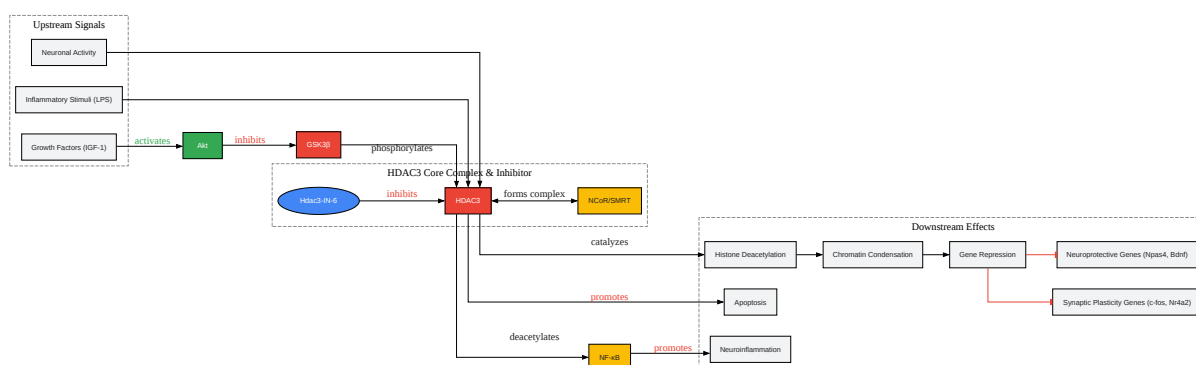 Upstream Signals
Neuronal Activity
Inflammatory Stimuli (LPS)
Growth Factors (IGF-1)
activates
Akt
inhibits
GSK3β
phosphorylates
HDAC3 Core Complex & Inhibitor
Hdac3-IN-6
inhibits
HDAC3
forms complex
NCoR/SMRT
Downstream Effects
catalyzes
Histone Deacetylation
Chromatin Condensation
Gene Repression
Neuroprotective Genes (Npas4, Bdnf)
promotes
Apoptosis
Synaptic Plasticity Genes (c-fos, Nr4a2)
deacetylates
NF-κB
promotes
Neuroinflammation